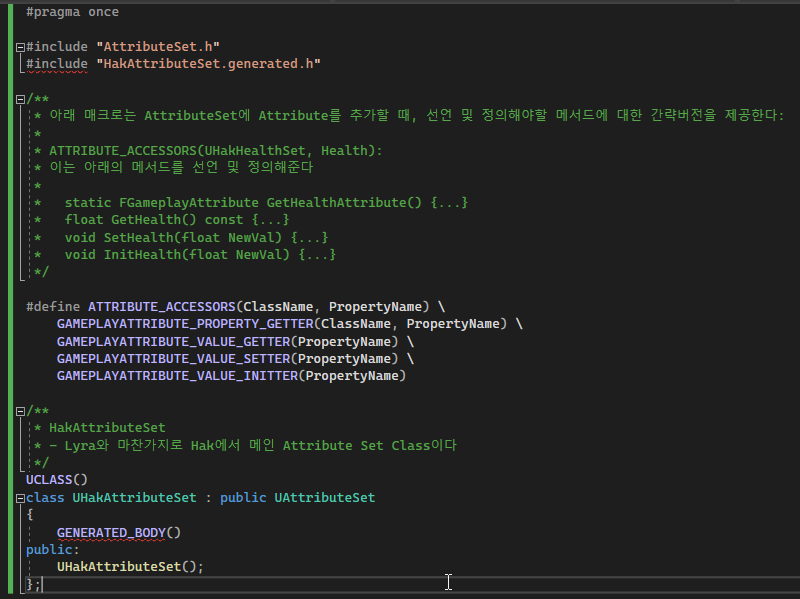 #pragma once
#include "AttributeSet.h"
#include "HakAttributeSet.generated.h"
/**
* 아래 매크로는 AttributeSet에 Attribute를 추가할 때, 선언 및 정의해야할 메서드에 대한 간략버전을 제공한다:
*
* ATTRIBUTE_ACCESSORS(UHakHealthSet, Health):
* 이는 아래의 메서드를 선언 및 정의해준다
*
*   static FGameplayAttribute GetHealthAttribute() {...}
*   float GetHealth() const {...}
*   void SetHealth(float NewVal) {...}
*   void InitHealth(float NewVal) {...}
*/
#define ATTRIBUTE_ACCESSORS(ClassName, PropertyName) \
    GAMEPLAYATTRIBUTE_PROPERTY_GETTER(ClassName, PropertyName) \
    GAMEPLAYATTRIBUTE_VALUE_GETTER(PropertyName) \
    GAMEPLAYATTRIBUTE_VALUE_SETTER(PropertyName) \
    GAMEPLAYATTRIBUTE_VALUE_INITTER(PropertyName)
/**
* HakAttributeSet
* - Lyra와 마찬가지로 Hak에서 메인 Attribute Set Class이다
*/
UCLASS()
class UHakAttributeSet : public UAttributeSet
{
    GENERATED_BODY()
public:
    UHakAttributeSet();
};